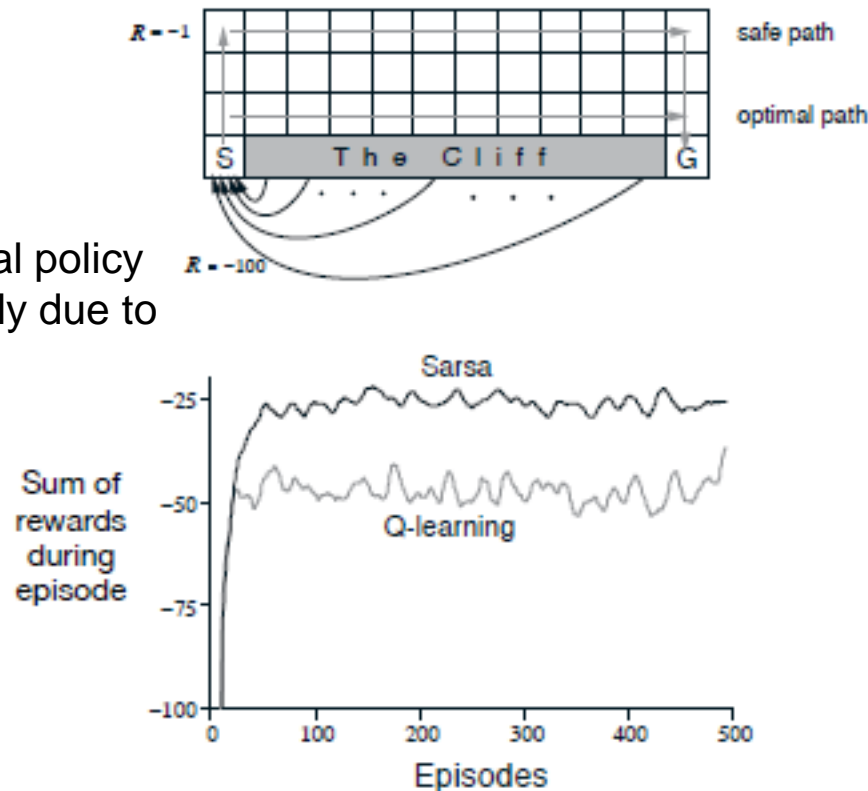 R = -1
safe path
optimal path
S The Cliff G
al policy
R = -100
ly due to
Sarsa
-25
Sum of
rewards
during
episode
-50
Q-learning
-75
-100
0 100 200 300 400 500
Episodes